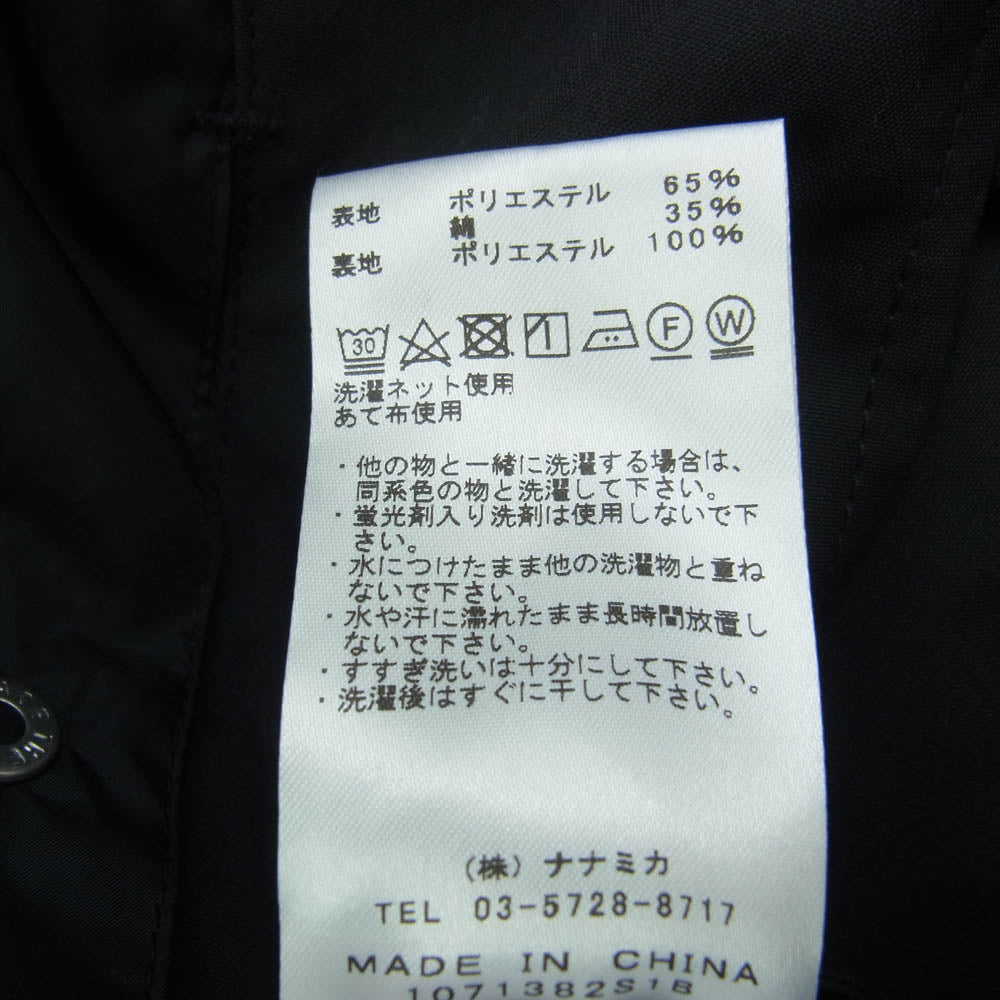 表地 ポリエステル 65%
綿 35%
裏地 ポリエステル 100%
30 F W
洗濯ネット使用
あて布使用
・他の物と一緒に洗濯する場合は、
同系色の物と洗濯して下さい。
・蛍光剤入り洗剤は使用しないで下
さい。
・水につけたまま他の洗濯物と重ね
ないで下さい。
・水や汗に濡れたまま長時間放置し
ないで下さい。
・すすぎ洗いは十分にして下さい。
・洗濯後はすぐに干して下さい。
(株) ナナミカ
TEL 03-5728-8717
MADE IN CHINA
1071382S1B